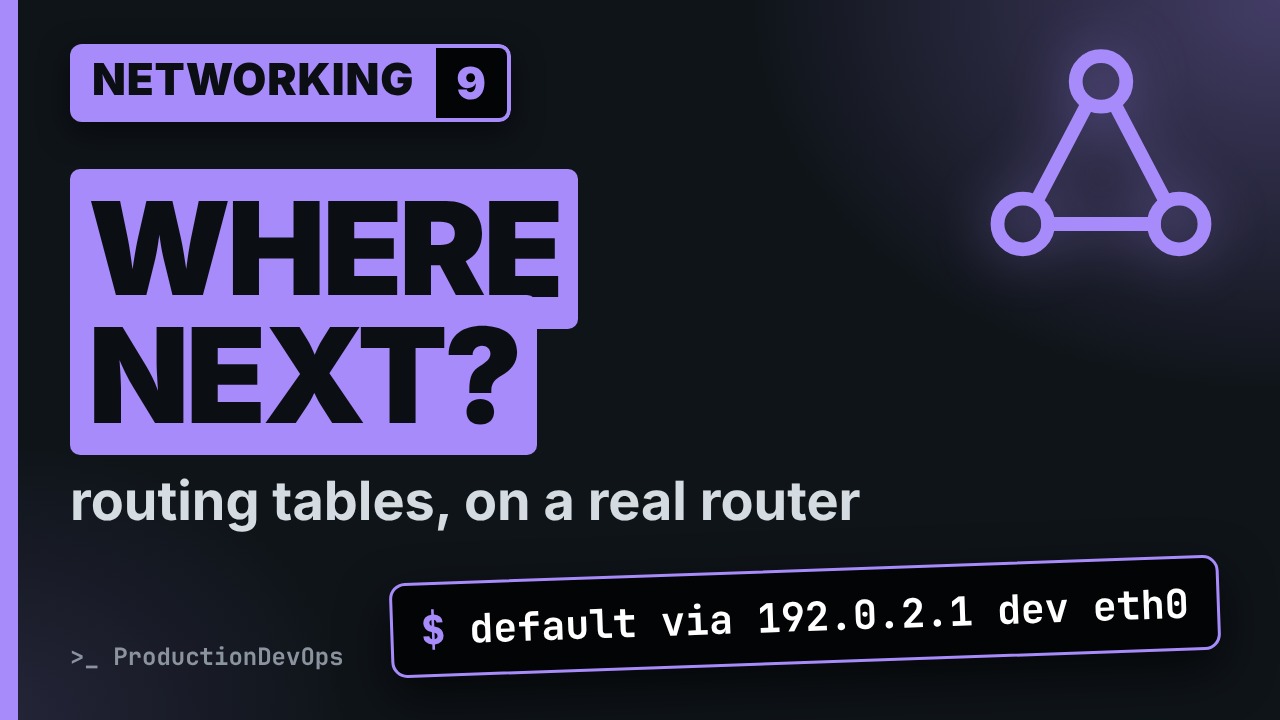 NETWORKING 9
WHERE
NEXT?
routing tables, on a real router
$ default via 192.0.2.1 dev eth0
>_ ProductionDevOps